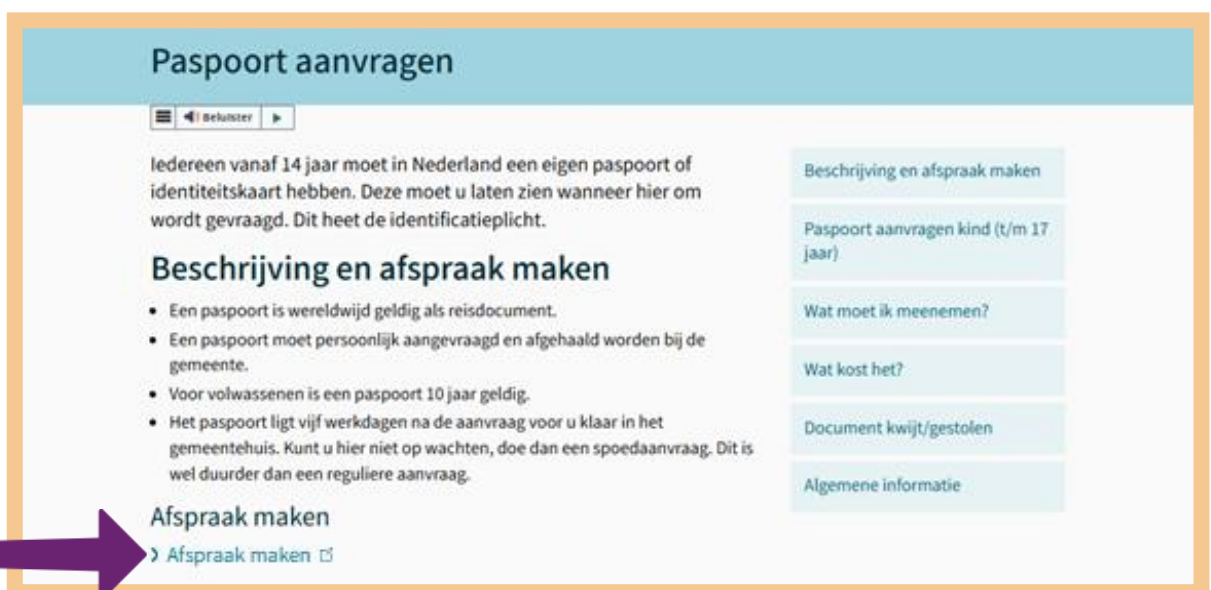 Paspoort aanvragen
Beluister
Iedereen vanaf 14 jaar moet in Nederland een eigen paspoort of
identiteitskaart hebben. Deze moet u laten zien wanneer hier om
wordt gevraagd. Dit heet de identificatieplicht.
Beschrijving en afspraak maken
• Een paspoort is wereldwijd geldig als reisdocument.
• Een paspoort moet persoonlijk aangevraagd en afgehaald worden bij de
gemeente.
• Voor volwassenen is een paspoort 10 jaar geldig.
• Het paspoort ligt vijf werkdagen na de aanvraag voor u klaar in het
gemeentehuis. Kunt u hier niet op wachten, doe dan een spoedaanvraag. Dit is
wel duurder dan een reguliere aanvraag.
Afspraak maken
Afspraak maken
Beschrijving en afspraak maken
Paspoort aanvragen kind (t/m 17
jaar)
Wat moet ik meenemen?
Wat kost het?
Document kwijt/gestolen
Algemene informatie